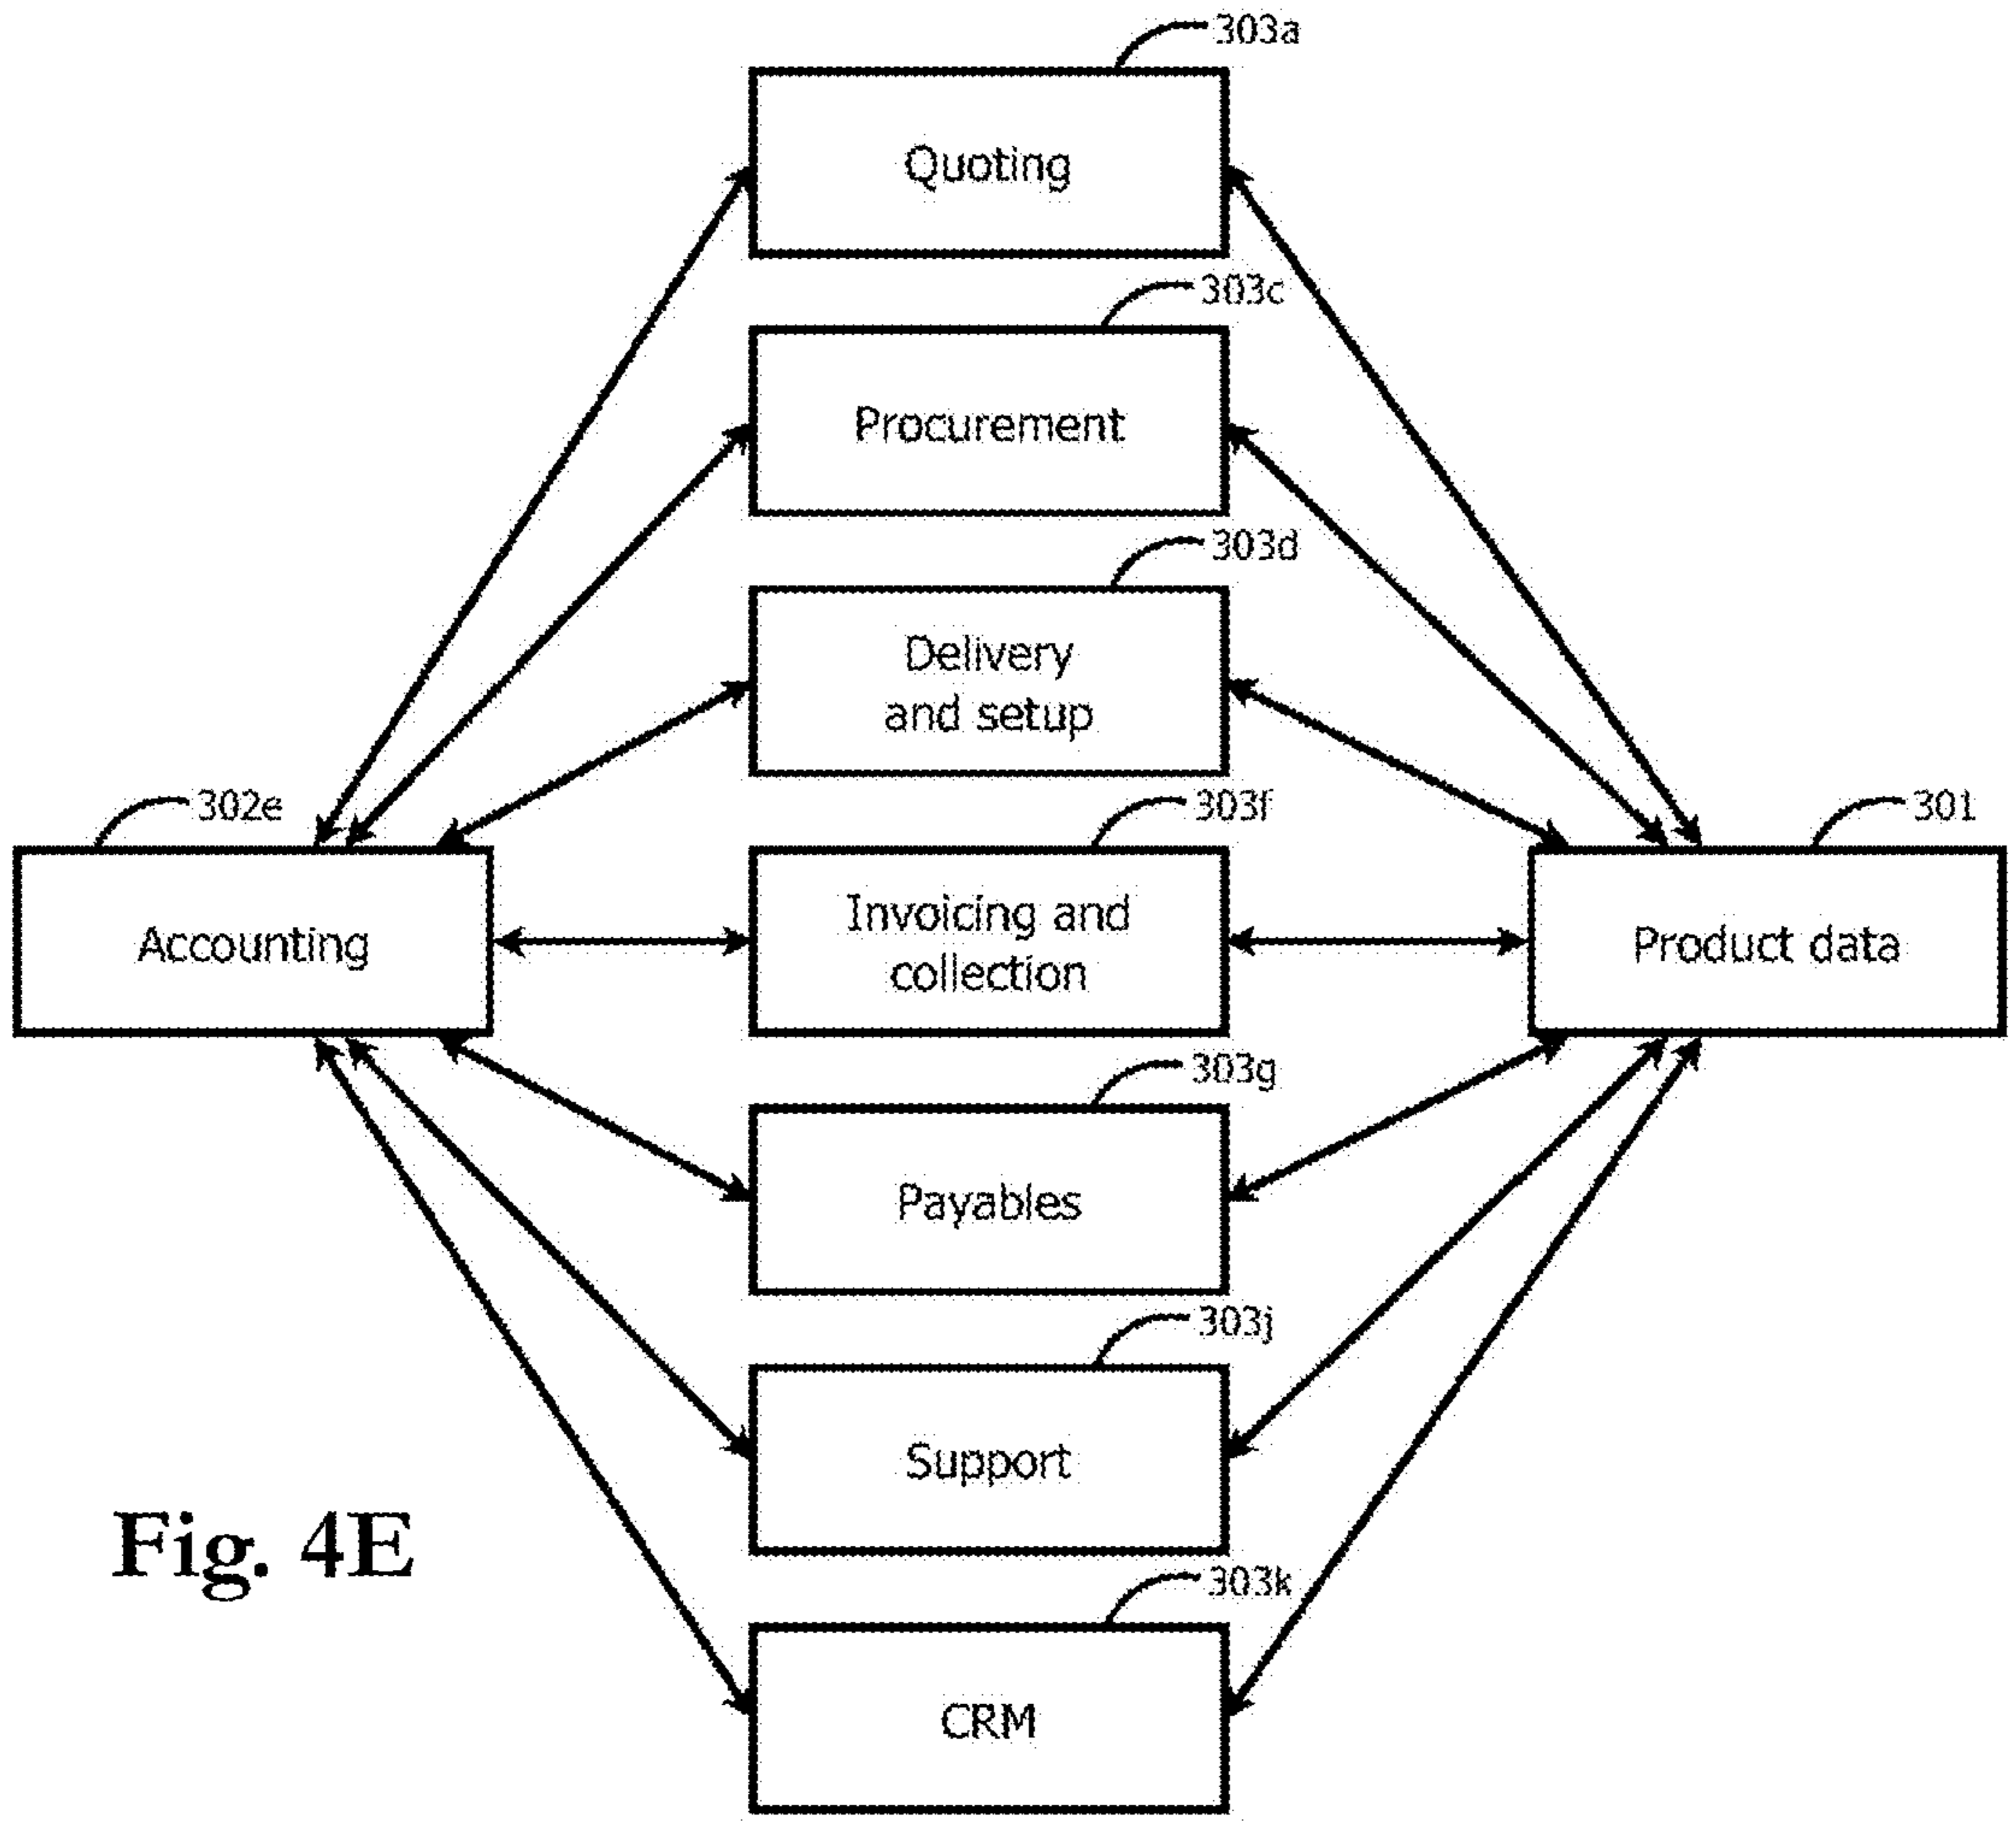 303a
Quoting
303c
Procurement
303d
Delivery
and setup
302e
303f
301
Accounting
Invoicing and
collection
Product data
303g
Payables
303j
Support
Fig. 4E
303k
CRM